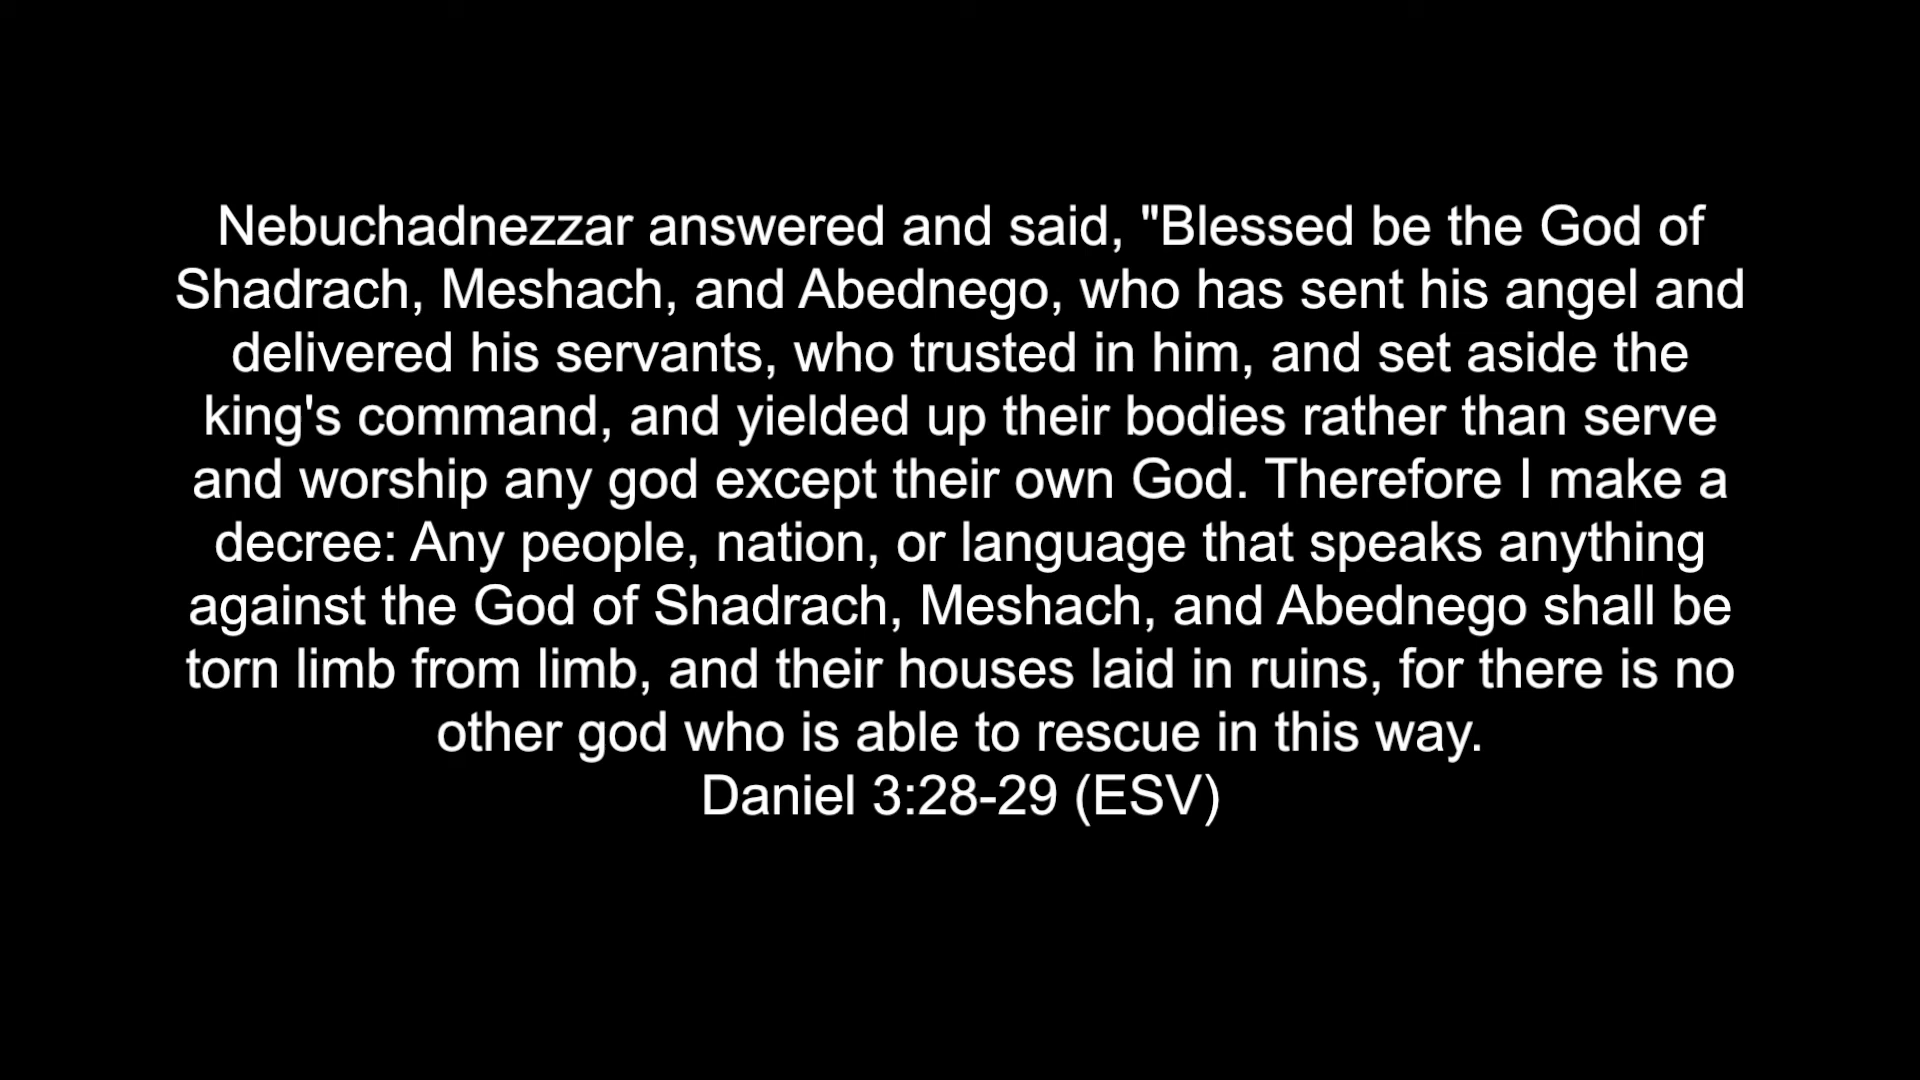 Nebuchadnezzar answered and said, "Blessed be the God of
Shadrach, Meshach, and Abednego, who has sent his angel and
delivered his servants, who trusted in him, and set aside the
king's command, and yielded up their bodies rather than serve
and worship any god except their own God. Therefore I make a
decree: Any people, nation, or language that speaks anything
against the God of Shadrach, Meshach, and Abednego shall be
torn limb from limb, and their houses laid in ruins, for there is no
other god who is able to rescue in this way.
Daniel 3:28-29 (ESV)